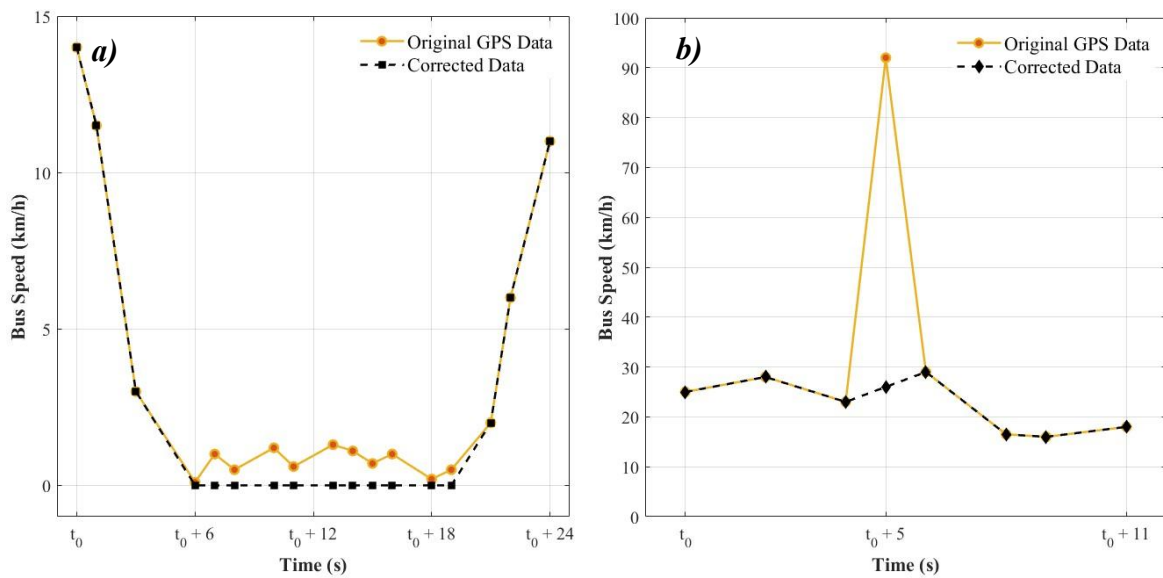 a)
Original GPS Data
Corrected Data
15
10
5
0
Bus Speed (km/h)
t₀
t₀ + 6
t₀ + 12
t₀ + 18
t₀ + 24
Time (s)
b)
Original GPS Data
Corrected Data
100
90
80
70
60
50
40
30
20
10
0
Bus Speed (km/h)
t₀
t₀ + 5
t₀ + 11
Time (s)